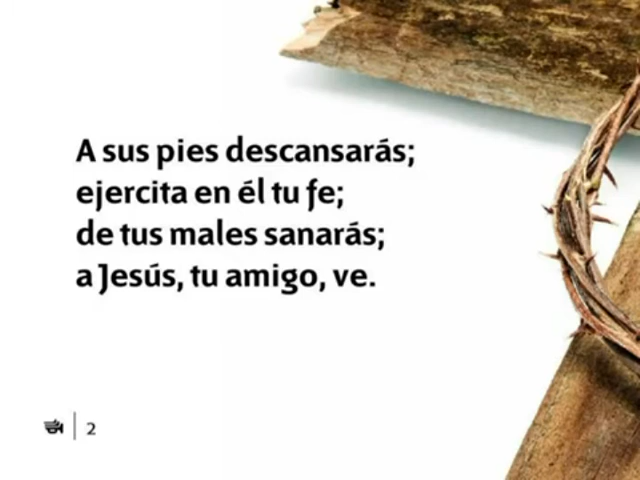 A sus pies descansarás;
ejercita en él tu fe;
de tus males sanarás;
a Jesús, tu amigo, ve.
2